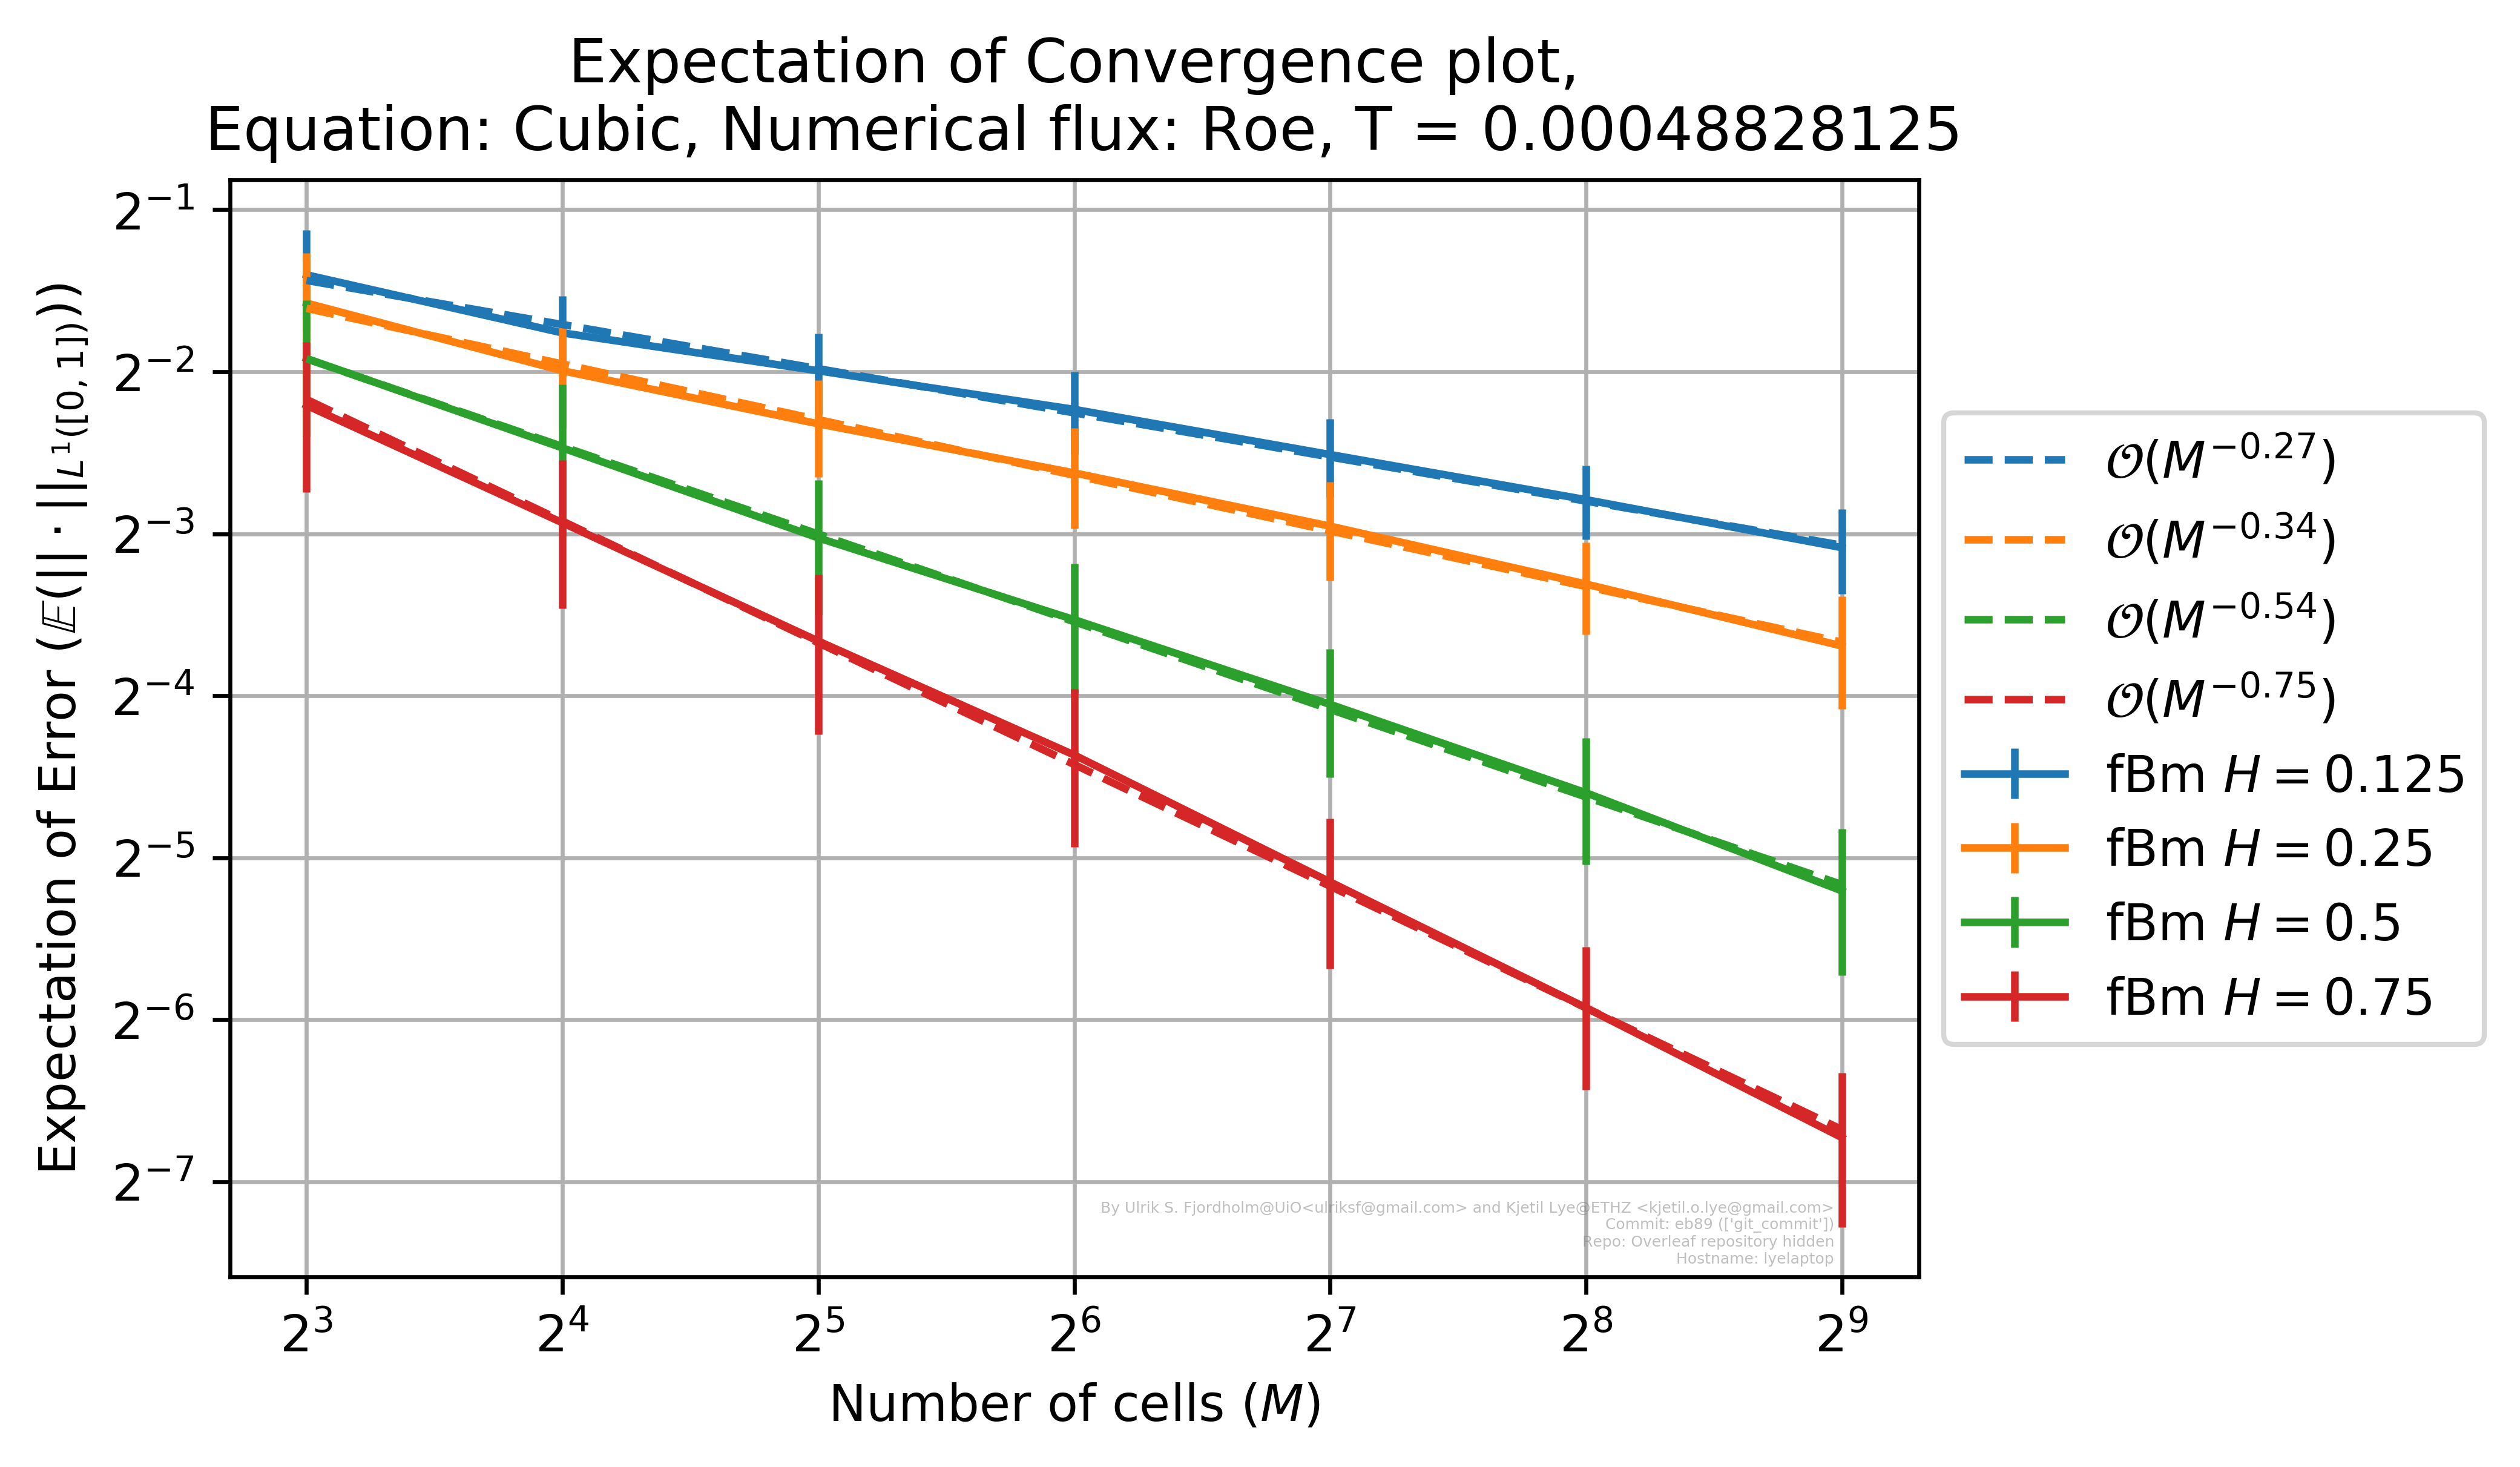 Expectation of Convergence plot,
Equation: Cubic, Numerical flux: Roe, T = 0.00048828125
Expectation of Error (𝔼(||·||_{L^1([0,1])}))
2^{-1}
2^{-2}
2^{-3}
2^{-4}
2^{-5}
2^{-6}
2^{-7}
2^3
2^4
2^5
2^6
2^7
2^8
2^9
Number of cells (M)
𝒪(M^{-0.27})
𝒪(M^{-0.34})
𝒪(M^{-0.54})
𝒪(M^{-0.75})
fBm H = 0.125
fBm H = 0.25
fBm H = 0.5
fBm H = 0.75
By Ulrik S. Fjordholm@UiO<ulriksf@gmail.com> and Kjetil Lye@ETHZ <kjetil.o.lye@gmail.com>
Commit: eb89 (['git_commit'])
Repo: Overleaf repository hidden
Hostname: lyelaptop